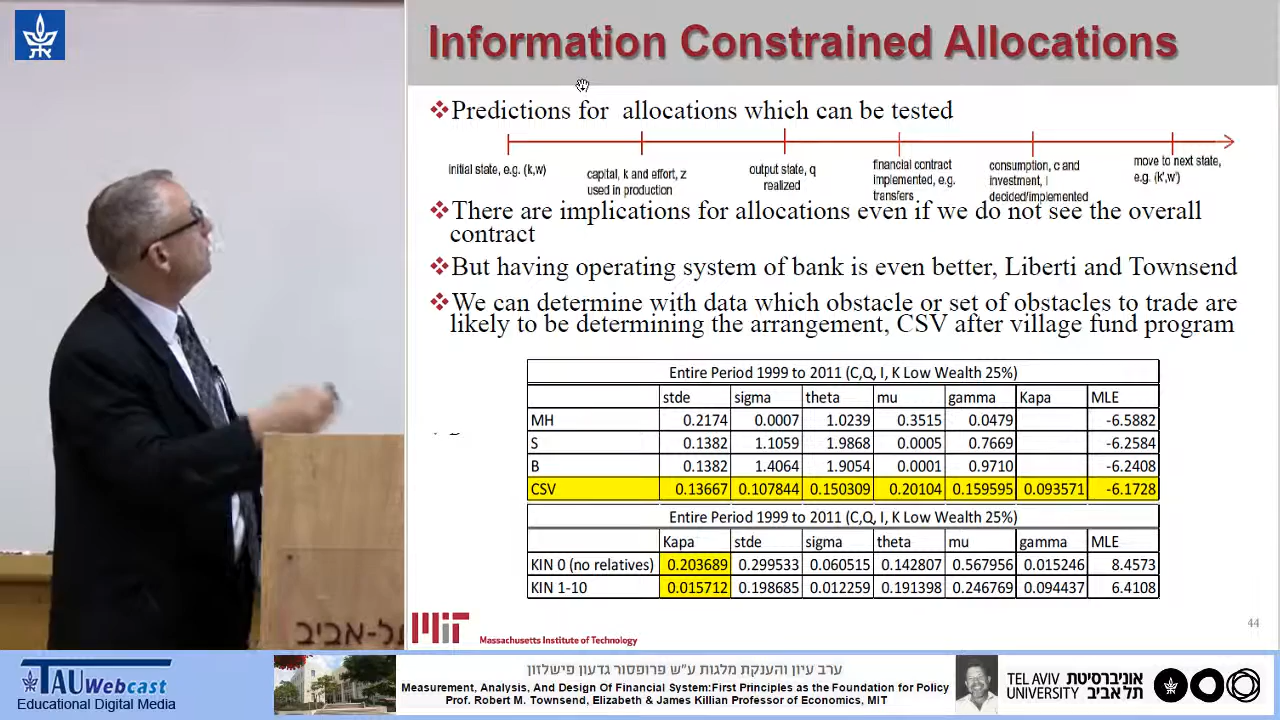 Information Constrained Allocations
❖Predictions for allocations which can be tested
initial state, e.g. (k,w)
capital, k and effort, z
used in production
output state, q
realized
financial contract
implemented, e.g.
transfers
consumption, c and
investment, I
decided/implemented
move to next state,
e.g. (k',w')
❖There are implications for allocations even if we do not see the overall
contract
❖But having operating system of bank is even better, Liberti and Townsend
❖We can determine with data which obstacle or set of obstacles to trade are
likely to be determining the arrangement, CSV after village fund program
Entire Period 1999 to 2011 (C,Q, I, K Low Wealth 25%)
stde sigma theta mu gamma Kapa MLE
MH 0.2174 0.0007 1.0239 0.3515 0.0479 -6.5882
S 0.1382 1.1059 1.9868 0.0005 0.7669 -6.2584
B 0.1382 1.4064 1.9054 0.0001 0.9710 -6.2408
CSV 0.13667 0.107844 0.150309 0.20104 0.159595 0.093571 -6.1728
Entire Period 1999 to 2011 (C,Q, I, K Low Wealth 25%)
Kapa stde sigma theta mu gamma MLE
KIN 0 (no relatives) 0.203689 0.299533 0.060515 0.142807 0.567956 0.015246 8.4573
KIN 1-10 0.015712 0.198685 0.012259 0.191398 0.246769 0.094437 6.4108
MIT Massachusetts Institute of Technology
44
תל-אביב
TAU Webcast
Educational Digital Media
ערב עיון והענקת מלגות ע"ש פרופסור גדעון פישלזון
Measurement, Analysis, And Design Of Financial System:First Principles as the Foundation for Policy
Prof. Robert M. Townsend, Elizabeth & James Killian Professor of Economics, MIT
TEL AVIV UNIVERSITY
אוניברסיטת תל אביב